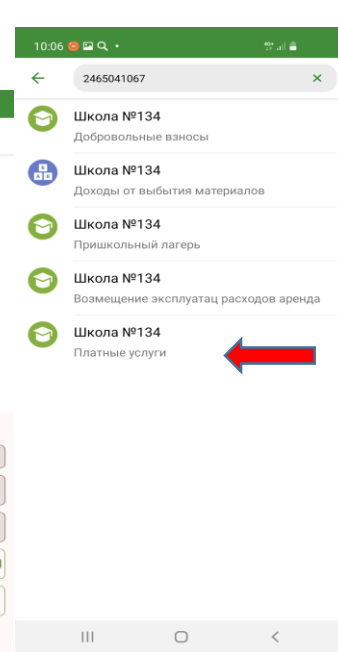 10:06
2465041067
Школа №134
Добровольные взносы
Школа №134
Доходы от выбытия материалов
Школа №134
Пришкольный лагерь
Школа №134
Возмещение эксплуатац расходов аренда
Школа №134
Платные услуги